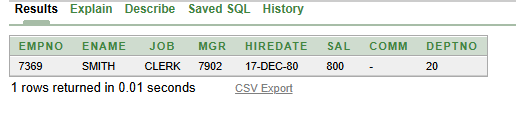 Results Explain Describe Saved SQL History
EMPNO ENAME JOB MGR HIREDATE SAL COMM DEPTNO
7369 SMITH CLERK 7902 17-DEC-80 800 - 20
1 rows returned in 0.01 seconds CSV Export